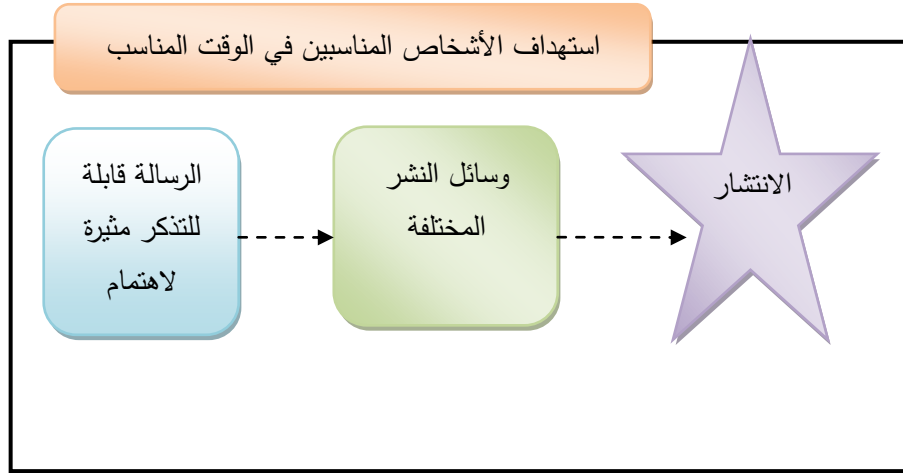 استهداف الأشخاص المناسبين في الوقت المناسب
الرسالة قابلة
للتذكر مثيرة
لاهتمام
وسائل النشر
المختلفة
الانتشار